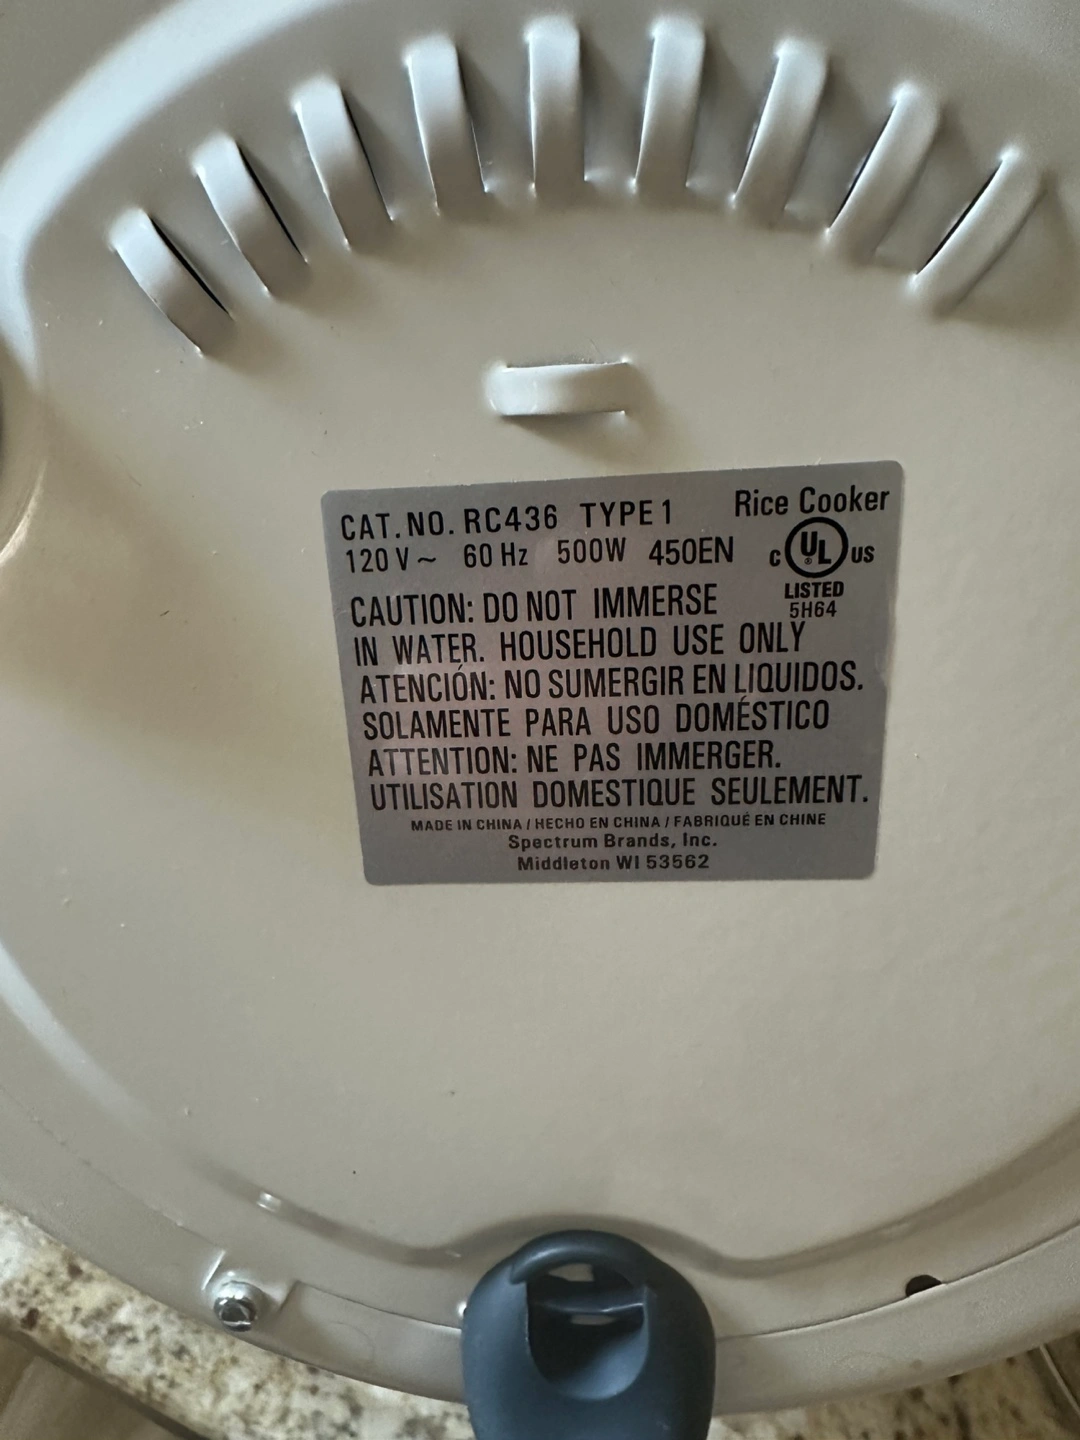 CAT.NO. RC436 TYPE 1 Rice Cooker
120 V ~ 60 Hz 500W 450EN
C UL ® US
LISTED
5H64
CAUTION: DO NOT IMMERSE
IN WATER. HOUSEHOLD USE ONLY
ATENCIÓN: NO SUMERGIR EN LIQUIDOS.
SOLAMENTE PARA USO DOMÉSTICO
ATTENTION: NE PAS IMMERGER.
UTILISATION DOMESTIQUE SEULEMENT.
MADE IN CHINA / HECHO EN CHINA / FABRIQUÉ EN CHINE
Spectrum Brands, Inc.
Middleton WI 53562